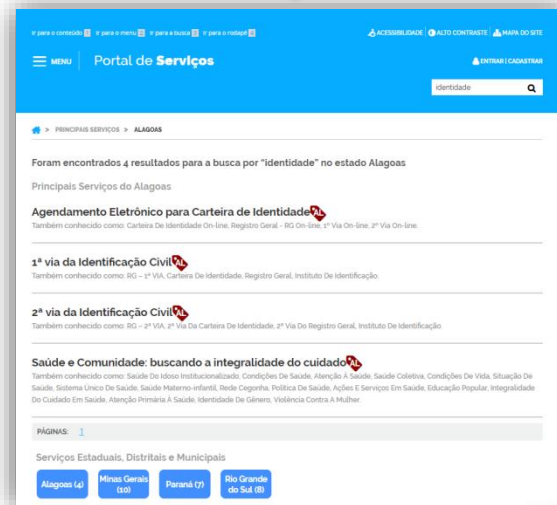 Ir para o conteúdo 1 Ir para o menu 2 Ir para a busca 3 Ir para o rodapé 4
ACESSIBILIDADE ALTO CONTRASTE MAPA DO SITE
MENU Portal de Serviços
ENTRAR | CADASTRAR
identidade
> PRINCIPAIS SERVIÇOS > ALAGOAS
Foram encontrados 4 resultados para a busca por "identidade" no estado Alagoas
Principais Serviços do Alagoas
Agendamento Eletrônico para Carteira de Identidade AL
Também conhecido como: Carteira De Identidade On-line, Registro Geral - RG On-line, 1ª Via On-line, 2ª Via On-line.
1ª via da Identificação Civil AL
Também conhecido como: RG – 1ª VIA, Carteira De Identidade, Registro Geral, Instituto De Identificação.
2ª via da Identificação Civil AL
Também conhecido como: RG – 2ª VIA, 2ª Via Da Carteira De Identidade, 2ª Via Do Registro Geral, Instituto De Identificação.
Saúde e Comunidade: buscando a integralidade do cuidado AL
Também conhecido como: Saúde Do Idoso Institucionalizado, Condições De Saúde, Atenção À Saúde, Saúde Coletiva, Condições De Vida, Situação De
Saúde, Sistema Único De Saúde, Saúde Materno-infantil, Rede Cegonha, Política De Saúde, Ações E Serviços Em Saúde, Educação Popular, Integralidade
Do Cuidado Em Saúde, Atenção Primária À Saúde, Identidade De Gênero, Violência Contra A Mulher.
PÁGINAS: 1
Serviços Estaduais, Distritais e Municipais
Alagoas (4)
Minas Gerais
(10)
Paraná (7)
Rio Grande
do Sul (8)